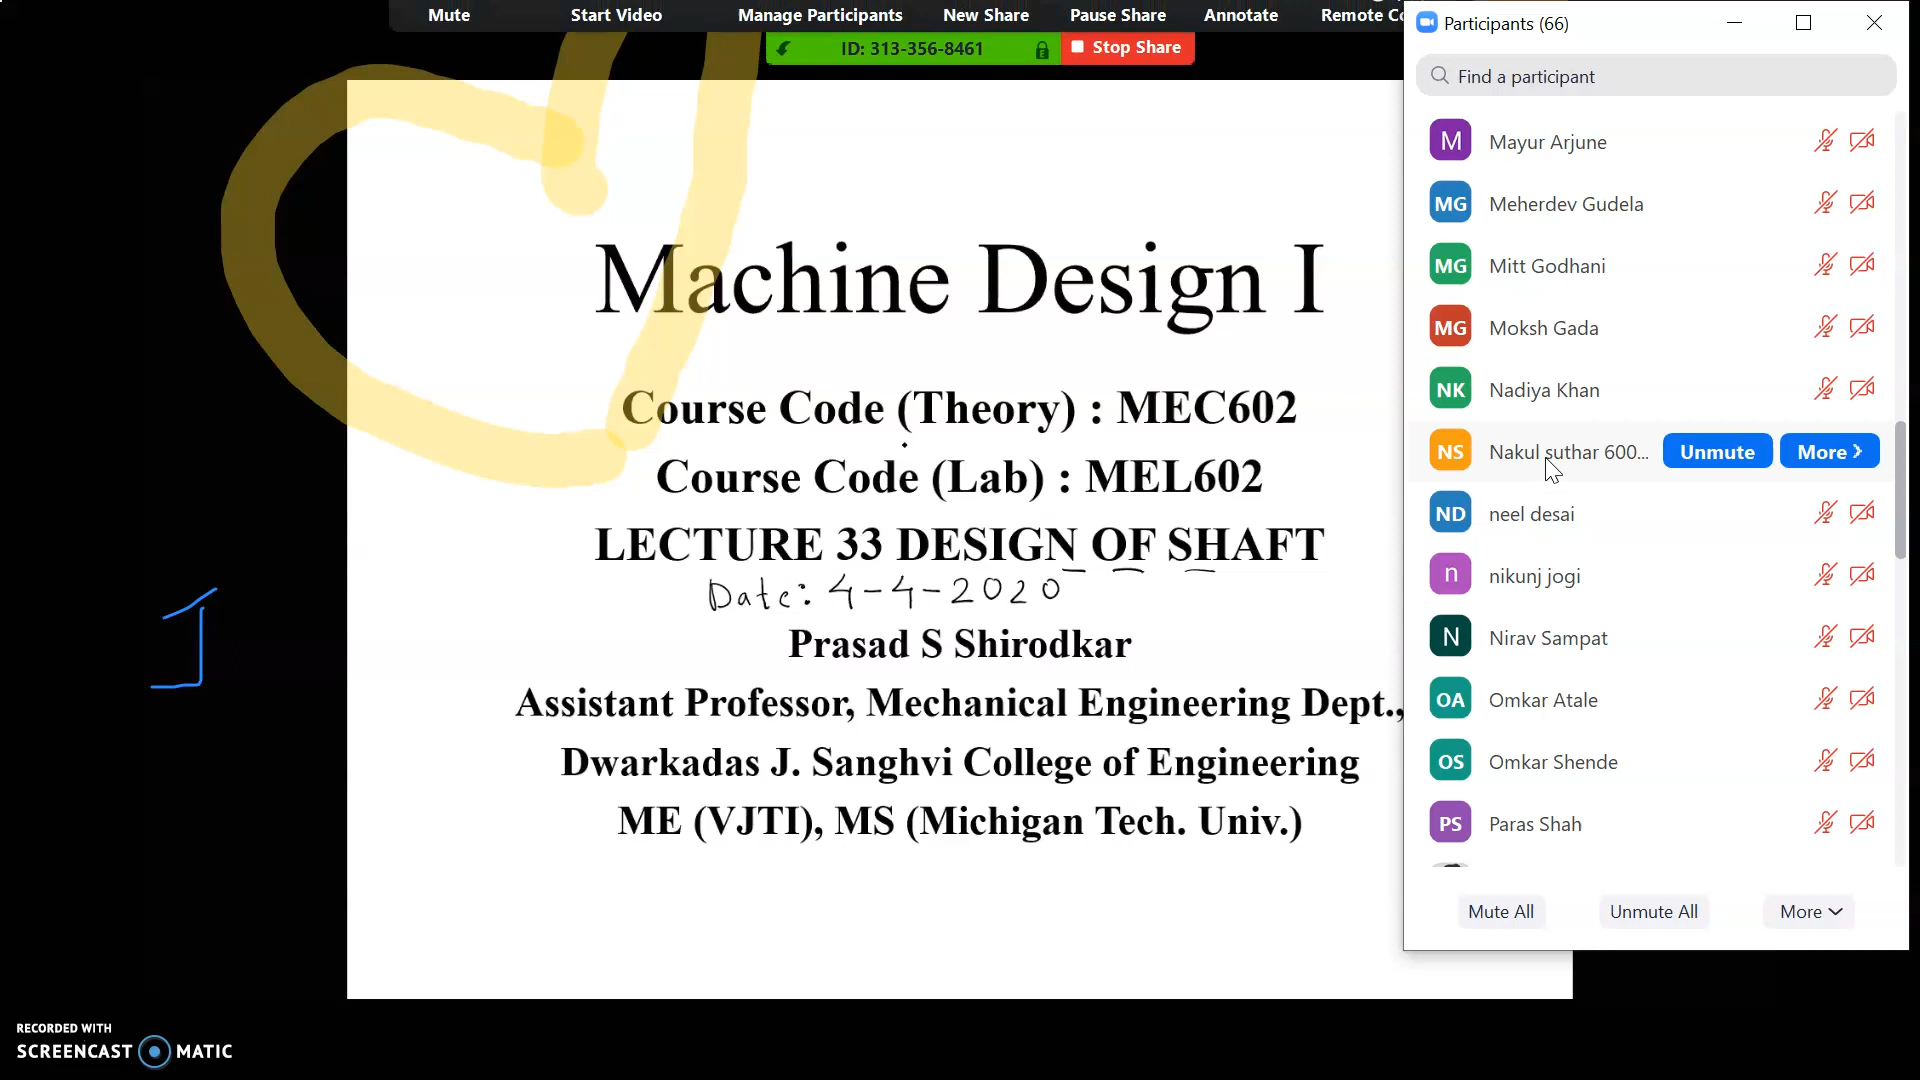 Mute
Start Video
Manage Participants
New Share
Pause Share
Annotate
Remote Co
ID: 313-356-8461
Stop Share
Machine Design I
Course Code (Theory) : MEC602
Course Code (Lab) : MEL602
LECTURE 33 DESIGN OF SHAFT
Date: 4-4-2020
Prasad S Shirodkar
Assistant Professor, Mechanical Engineering Dept.,
Dwarkadas J. Sanghvi College of Engineering
ME (VJTI), MS (Michigan Tech. Univ.)
Participants (66)
Find a participant
M Mayur Arjune
MG Meherdev Gudela
MG Mitt Godhani
MG Moksh Gada
NK Nadiya Khan
NS Nakul suthar 600... Unmute More
ND neel desai
n nikunj jogi
N Nirav Sampat
OA Omkar Atale
OS Omkar Shende
PS Paras Shah
Mute All
Unmute All
More
RECORDED WITH
SCREENCAST MATIC